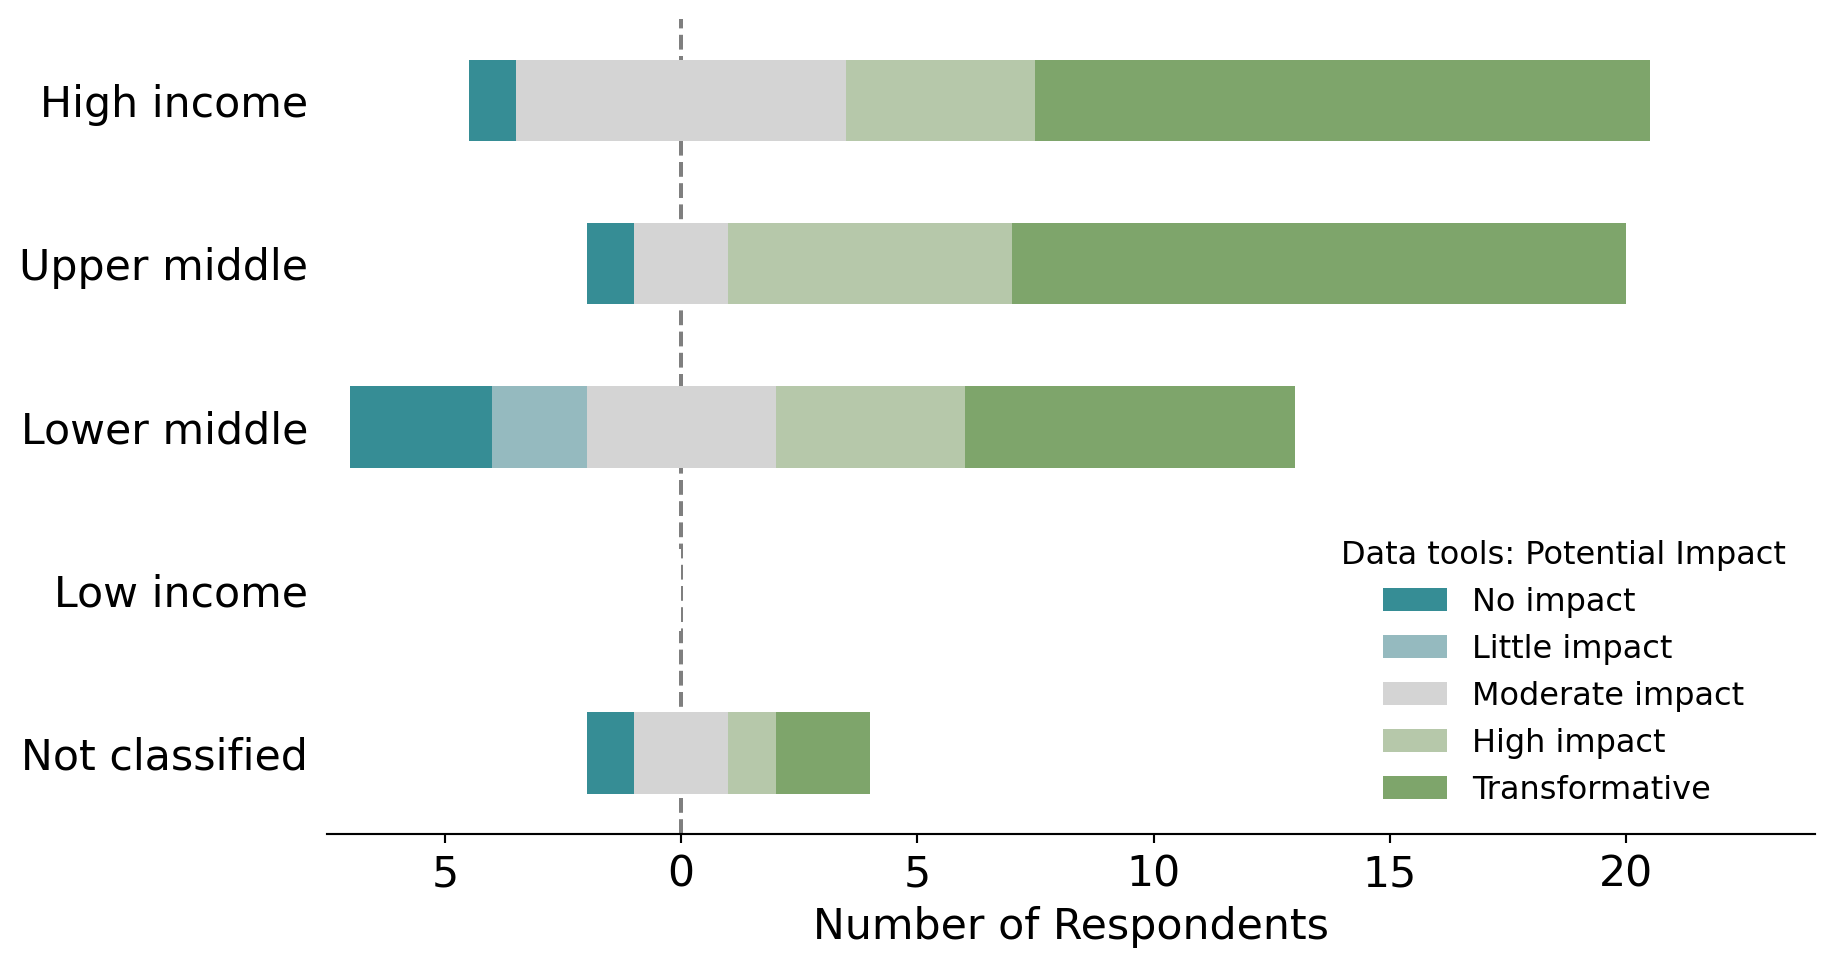 High income
Upper middle
Lower middle
Low income
Not classified
Data tools: Potential Impact
No impact
Little impact
Moderate impact
High impact
Transformative
5 0 5 10 15 20
Number of Respondents